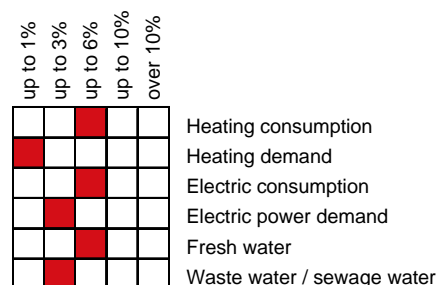 up to 1%
up to 3%
up to 6%
up to 10%
over 10%
Heating consumption
Heating demand
Electric consumption
Electric power demand
Fresh water
Waste water / sewage water